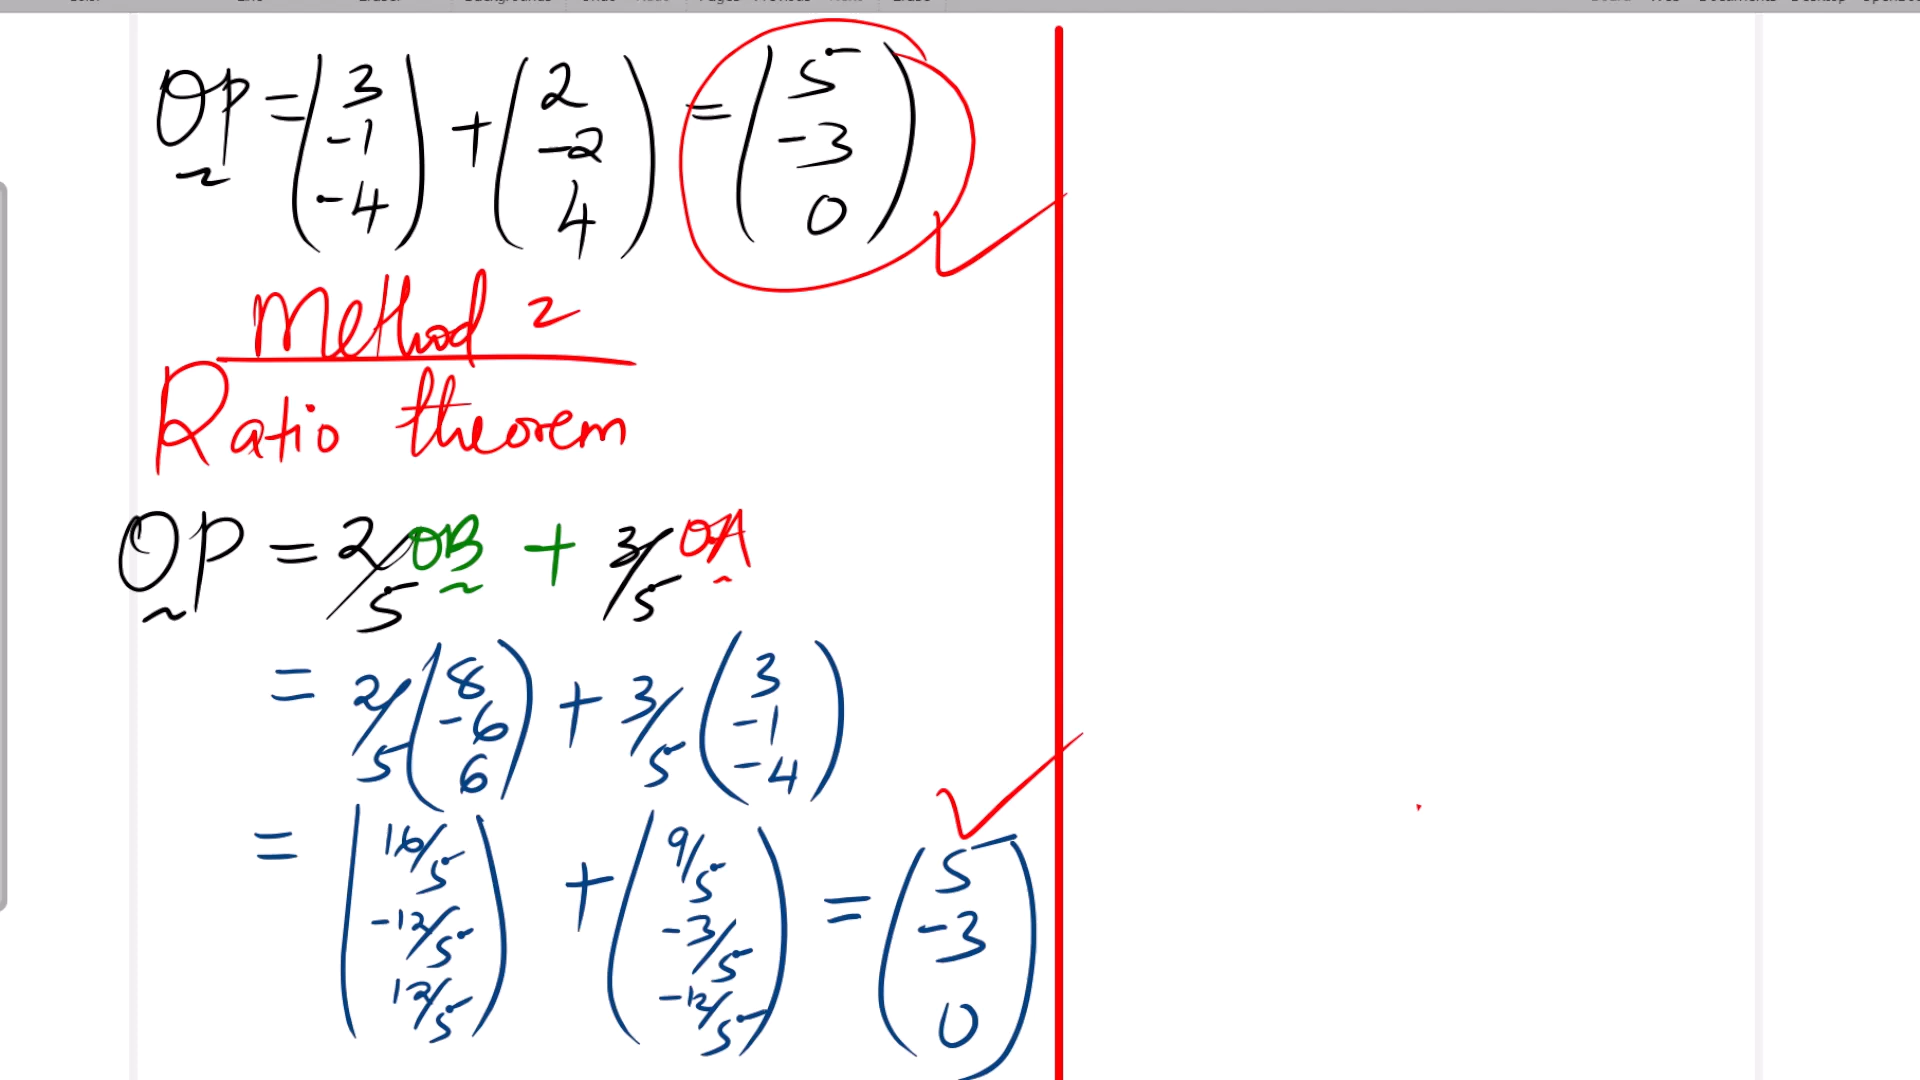 OP = (3 -1 -4) + (2 -2 4) = (5 -3 0)
Method 2
Ratio theorem
OP = 2/5 OB + 3/5 OA
= 2/5 (8 -6 6) + 3/5 (3 -1 -4)
= (16/5 -12/5 12/5) + (9/5 -3/5 -12/5) = (5 -3 0)